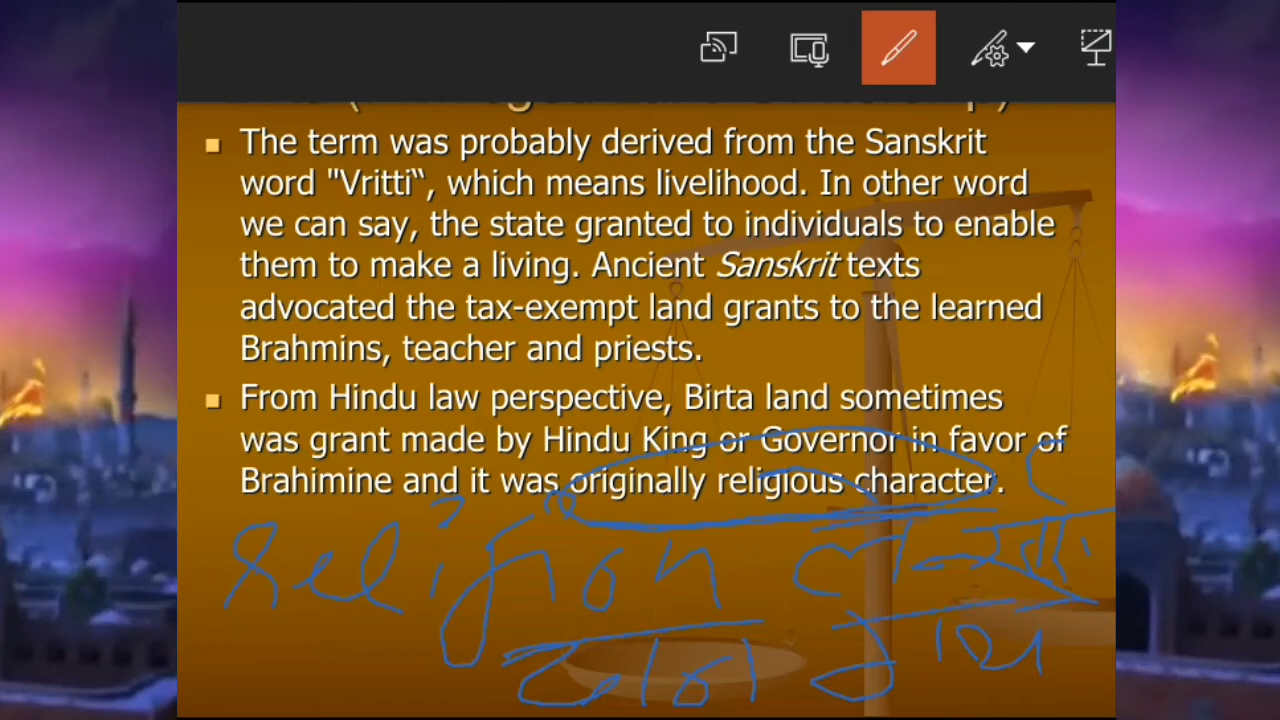 The term was probably derived from the Sanskrit
word "Vritti“, which means livelihood. In other word
we can say, the state granted to individuals to enable
them to make a living. Ancient Sanskrit texts
advocated the tax-exempt land grants to the learned
Brahmins, teacher and priests.
From Hindu law perspective, Birta land sometimes
was grant made by Hindu King or Governor in favor of
Brahimine and it was originally religious character.
Religion